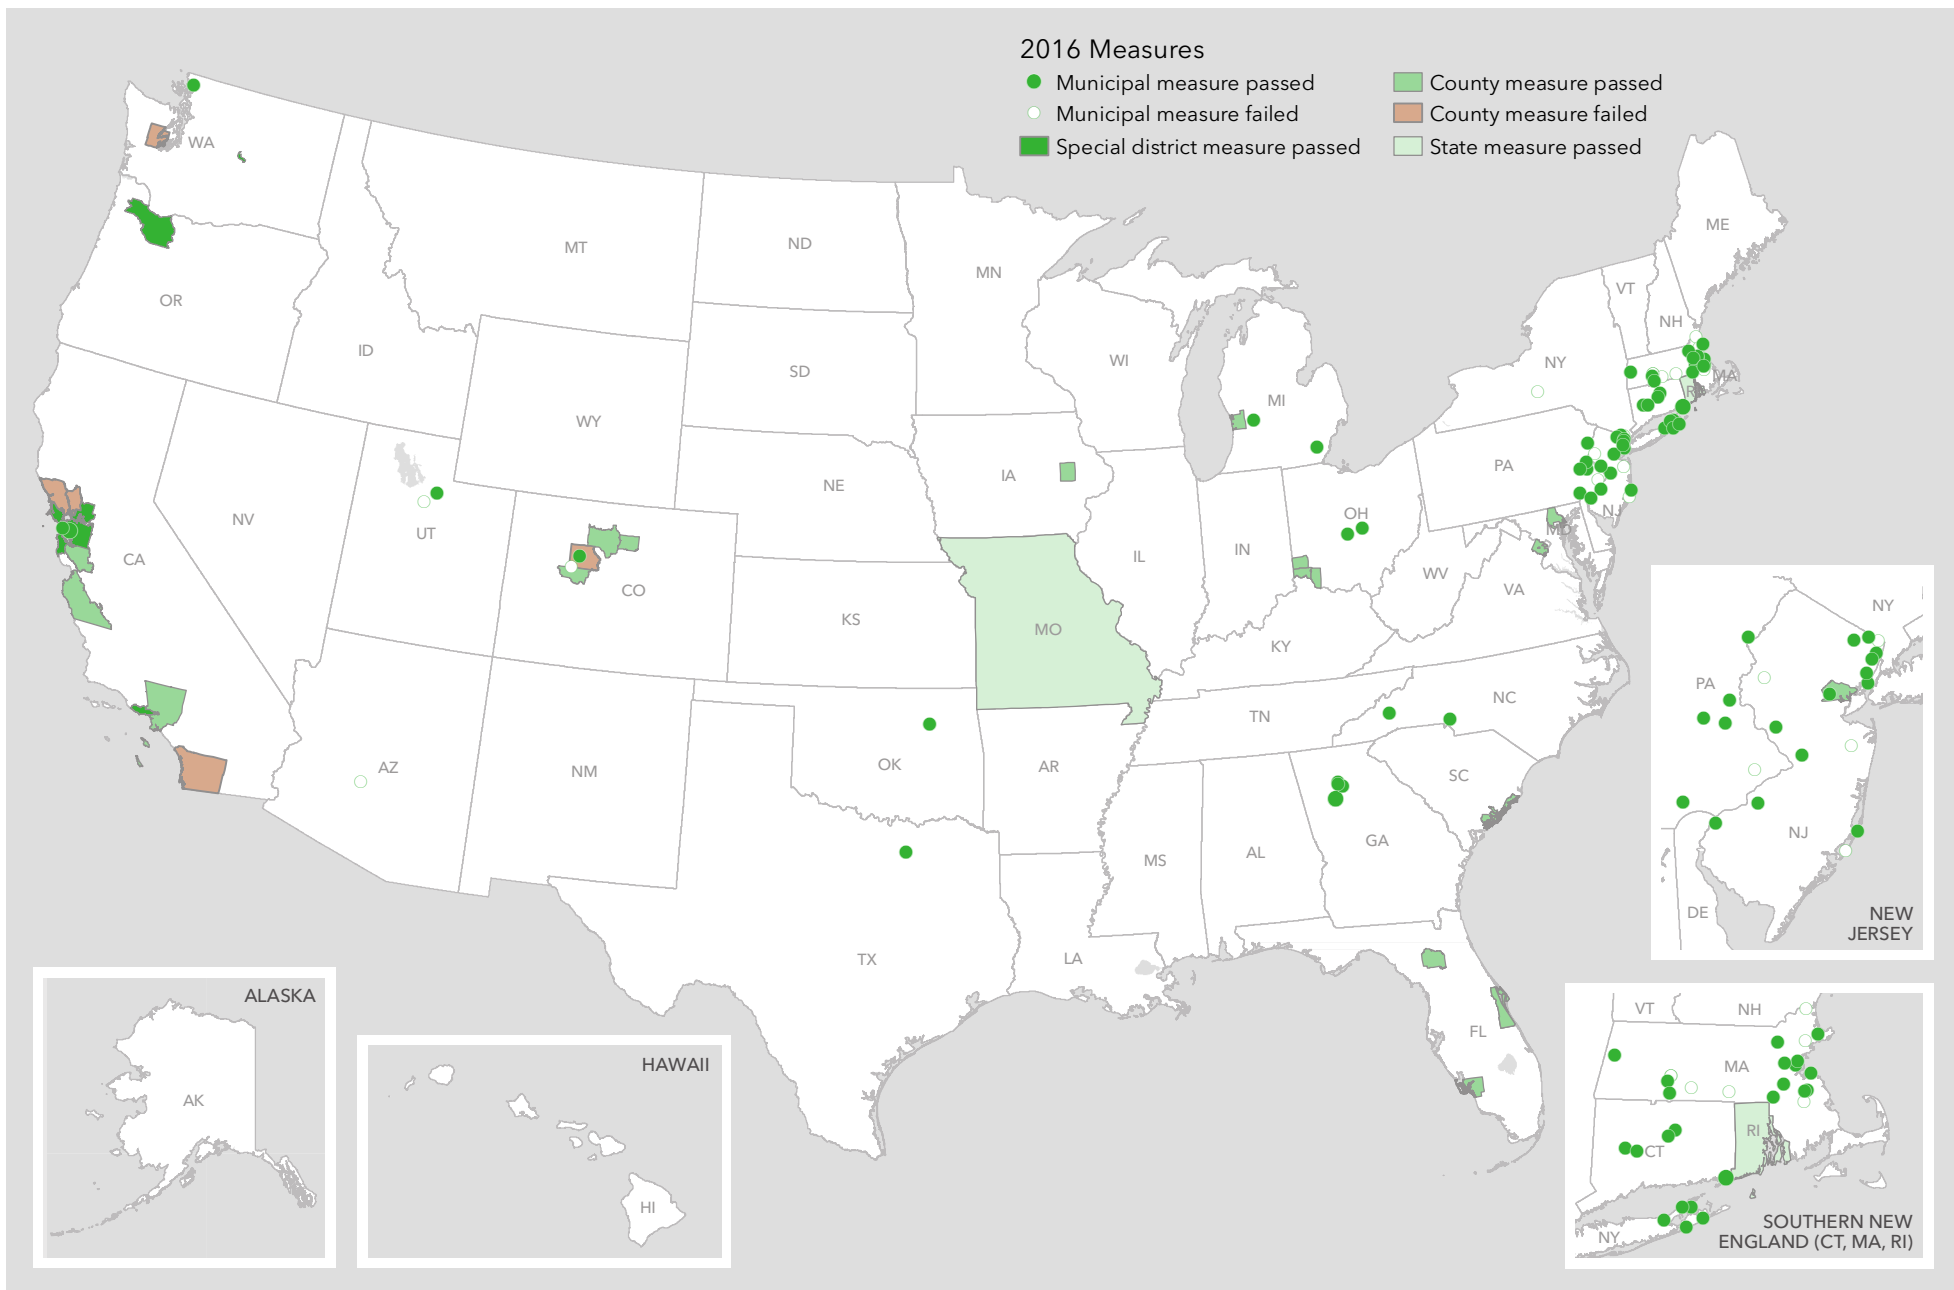 2016 Measures
Municipal measure passed
County measure passed
Municipal measure failed
County measure failed
Special district measure passed
State measure passed
WA
OR
CA
ID
NV
MT
WY
UT
AZ
CO
NM
ND
SD
NE
KS
OK
TX
MN
IA
MO
AR
LA
WI
IL
MI
IN
OH
KY
TN
MS
AL
GA
FL
SC
NC
VA
WV
MD
PA
NJ
NY
VT
NH
ME
MA
NY
PA
NJ
DE
NEW
JERSEY
VT
NH
MA
CT
RI
NY
SOUTHERN NEW
ENGLAND (CT, MA, RI)
ALASKA
AK
HAWAII
HI